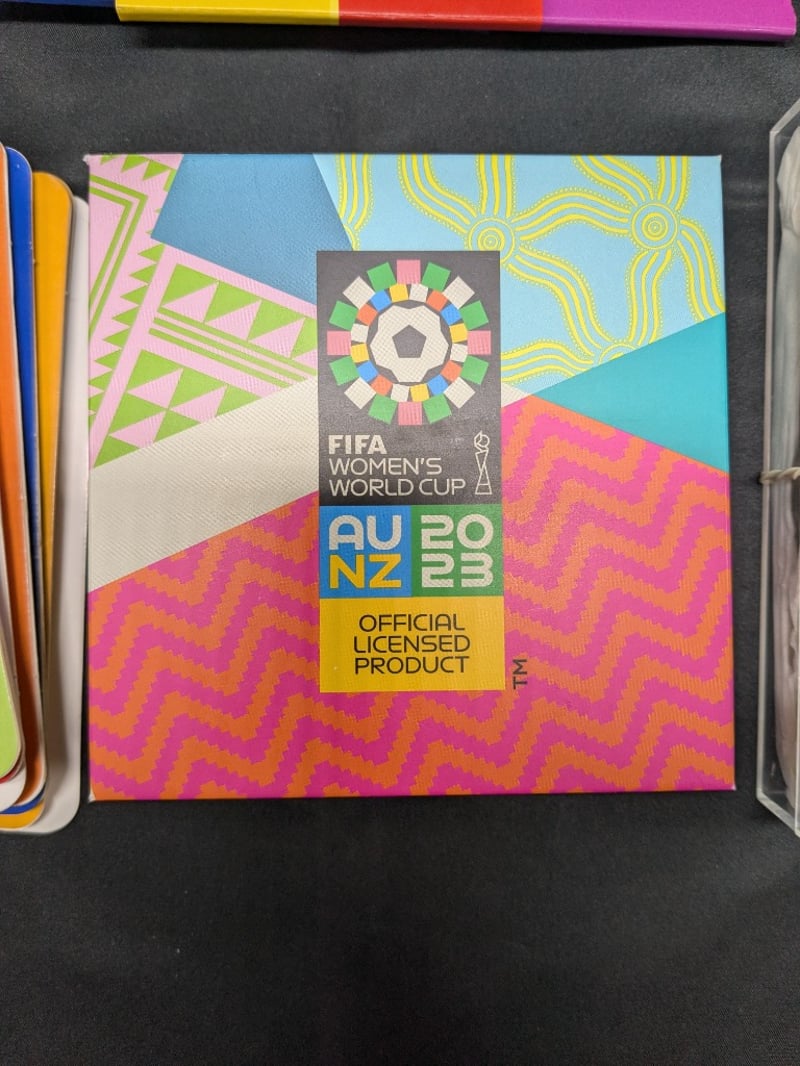 FIFA
WOMEN'S
WORLD CUP
AU 20
NZ 23
OFFICIAL
LICENSED
PRODUCT
TM